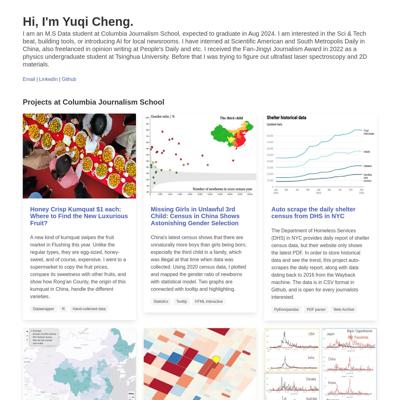 Hi, I'm Yuqi Cheng.
I am an M.S Data student at Columbia Journalism School, expected to graduate in Aug 2024. I am interested in the Sci & Tech
beat, building tools, or introducing AI for local newsrooms. I have interned at Scientific American and South Metropolis Daily in
China, also freelanced in opinion writing at People's Daily and etc. I received the Fan-Jingyi Journalism Award in 2022 as a
physics undergraduate student at Tsinghua University. Before that I was trying to figure out ultrafast laser spectroscopy and 2D
materials.
Email | LinkedIn | Github
Projects at Columbia Journalism School
Gender ratio / %
The third child
Number of newborns in some census year
Shelter historical data
Honey Crisp Kumquat $1 each:
Where to Find the New Luxurious
Fruit?
A new kind of kumquat swipes the fruit
market in Flushing this year. Unlike the
regular types, they are egg-sized, honey-
sweet, and of course, expensive. I went to a
supermarket to copy the fruit prices,
compare its sweetness with other fruits, and
show how Rong'an County, the origin of this
kumquat in China, handle the different
varieties.
Datawrapper R Hand-collected data
Missing Girls in Unlawful 3rd
Child: Census in China Shows
Astonishing Gender Selection
China's latest census shows that there are
unnaturally more boys than girls being born,
especially the third child in a family, which
was illegal at that time when data was
collected. Using 2020 census data, I plotted
and mapped the gender ratio of newborns
with statistical model. Two graphs are
connected with tooltip and highlighting.
Statistics Tooltip HTML interactive
Auto scrape the daily shelter
census from DHS in NYC
The Department of Homeless Services
(DHS) in NYC provides daily report of shelter
census data, but their website only shows
the latest PDF. In order to store historical
data and see the trend, this project auto-
scrapes the daily report, along with data
dating back to 2016 from the Wayback
machine. The data is in CSV format in
Github, and is open for every journalists
interested.
Python/pandas PDF parser Web Archive
USA